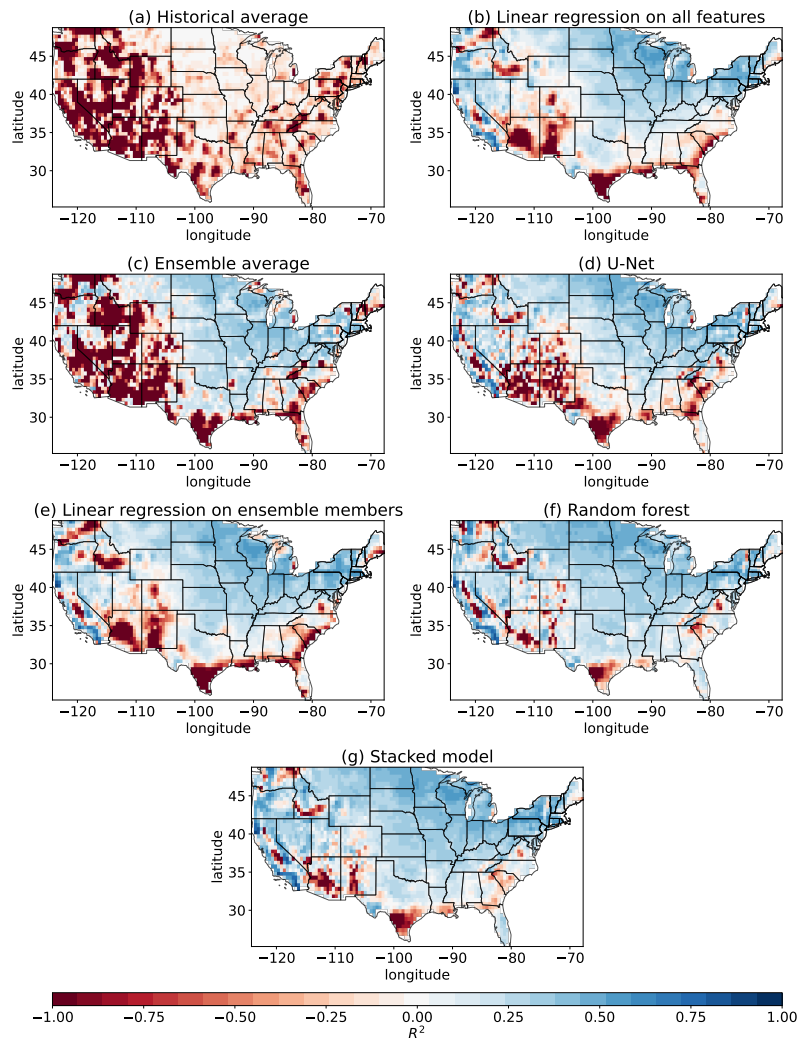 (a) Historical average
(b) Linear regression on all features
latitude
45
40
35
30
−120 −110 −100 −90 −80 −70
longitude
latitude
45
40
35
30
−120 −110 −100 −90 −80 −70
longitude
(c) Ensemble average
(d) U-Net
latitude
45
40
35
30
−120 −110 −100 −90 −80 −70
longitude
latitude
45
40
35
30
−120 −110 −100 −90 −80 −70
longitude
(e) Linear regression on ensemble members
(f) Random forest
latitude
45
40
35
30
−120 −110 −100 −90 −80 −70
longitude
latitude
45
40
35
30
−120 −110 −100 −90 −80 −70
longitude
(g) Stacked model
latitude
45
40
35
30
−120 −110 −100 −90 −80 −70
longitude
−1.00 −0.75 −0.50 −0.25 0.00 0.25 0.50 0.75 1.00
R²